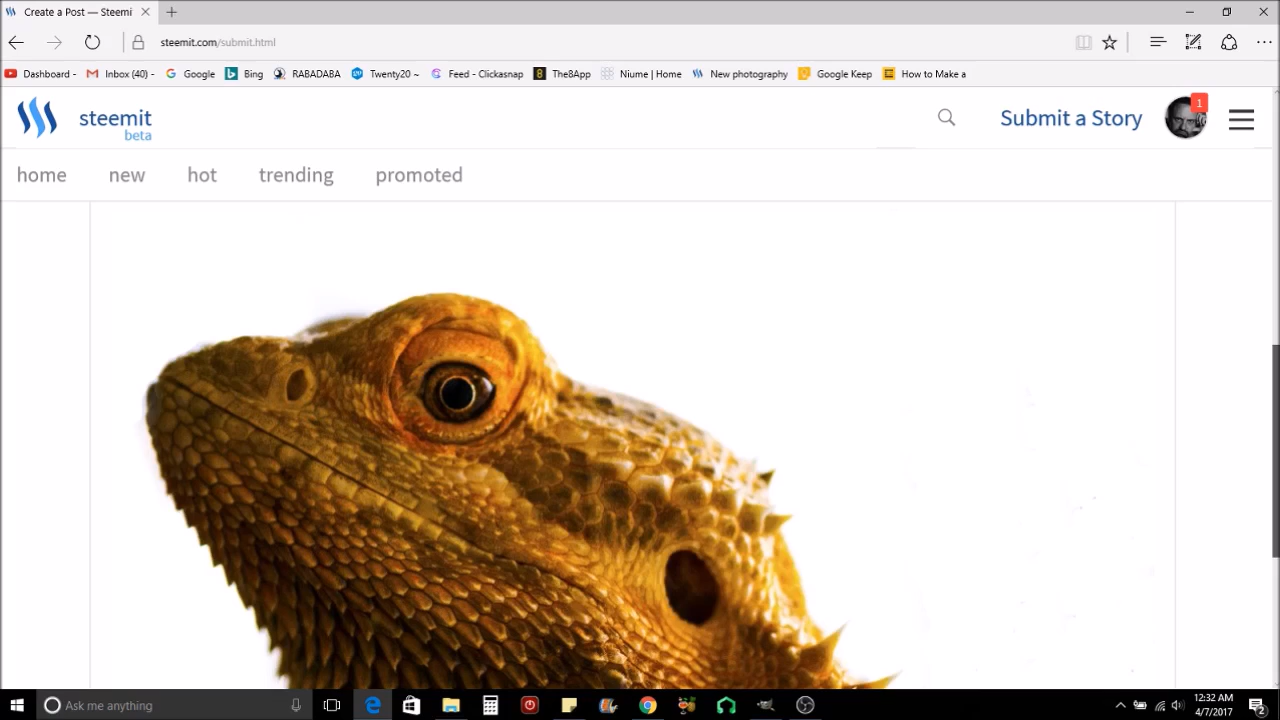 Create a Post — Steemi
steemit.com/submit.html
Dashboard - Inbox (40) - Google Bing RABADABA Twenty20 ~ Feed - Clickasnap The8App Niume | Home New photography Google Keep How to Make a
steemit
beta
Submit a Story
1
home new hot trending promoted
Ask me anything
12:32 AM
4/7/2017
2